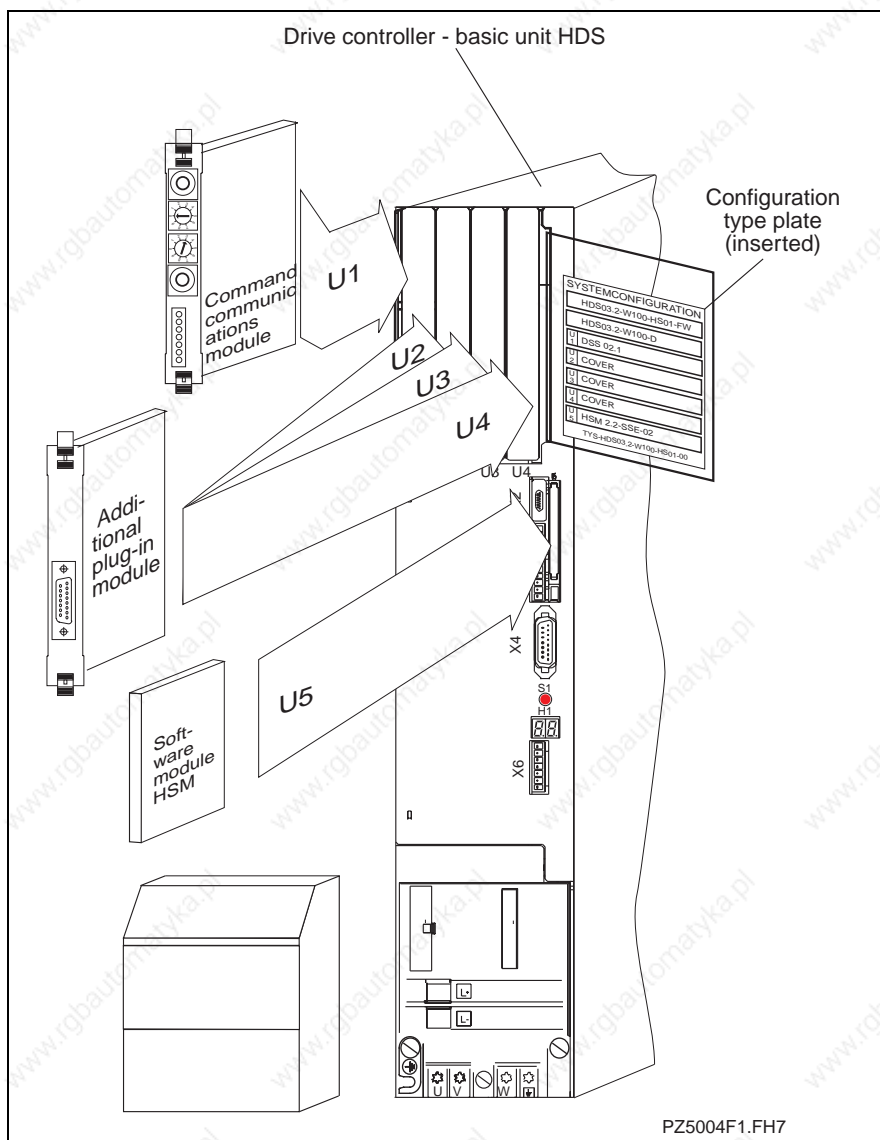 Drive controller - basic unit HDS
Configuration
type plate
(inserted)
Command
communic
ations
module
U1
U2
U3
U4
SYSTEMCONFIGURATION
HDS03.2-W100-HS01-FW
HDS03.2-W100-D
U1 DSS 02.1
U2 COVER
U3 COVER
U4 COVER
U5 HSM 2.2-SSE-02
TYS-HDS03.2-W100-HS01-00
U3 U4
Addi-
tional
plug-in
module
X4
S1
H1
X6
U5
Soft-
ware
module
HSM
L+
L-
U V W
PZ5004F1.FH7
www.rgbautomatyka.pl